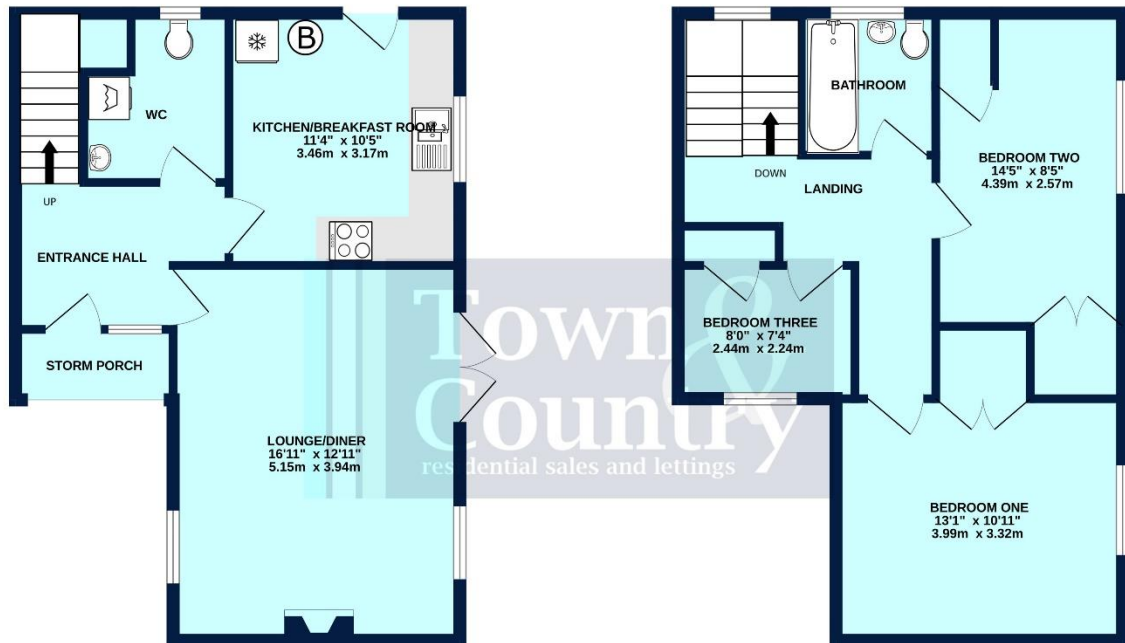 B
WC
KITCHEN/BREAKFAST ROOM
11'4" x 10'5"
3.46m x 3.17m
UP
ENTRANCE HALL
STORM PORCH
LOUNGE/DINER
16'11" x 12'11"
5.15m x 3.94m
BATHROOM
BEDROOM TWO
14'5" x 8'5"
4.39m x 2.57m
DOWN
LANDING
BEDROOM THREE
8'0" x 7'4"
2.44m x 2.24m
BEDROOM ONE
13'1" x 10'11"
3.99m x 3.32m
Town &
Country
residential sales and lettings